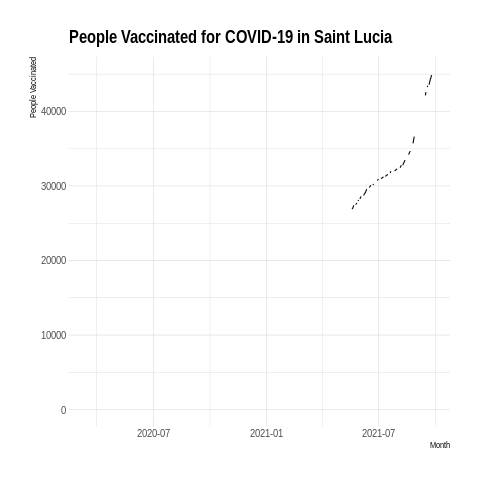 People Vaccinated for COVID-19 in Saint Lucia
People Vaccinated
40000
30000
20000
10000
0
2020-07
2021-01
2021-07
Month